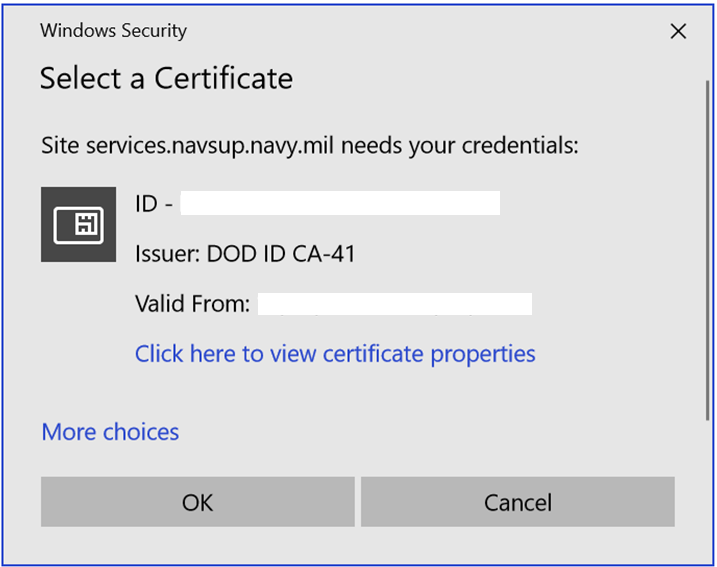 Windows Security
Select a Certificate
Site services.navsup.navy.mil needs your credentials:
ID -
Issuer: DOD ID CA-41
Valid From:
Click here to view certificate properties
More choices
OK
Cancel